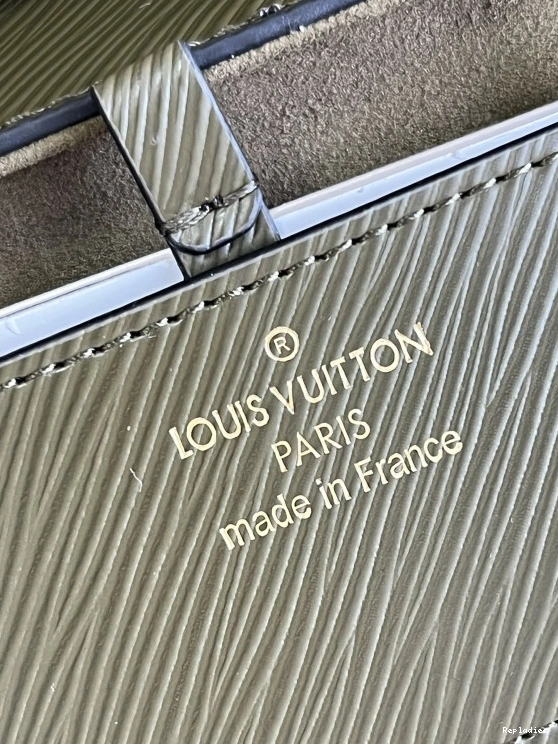 ®
LOUIS VUITTON
PARIS
made in France
Repladies